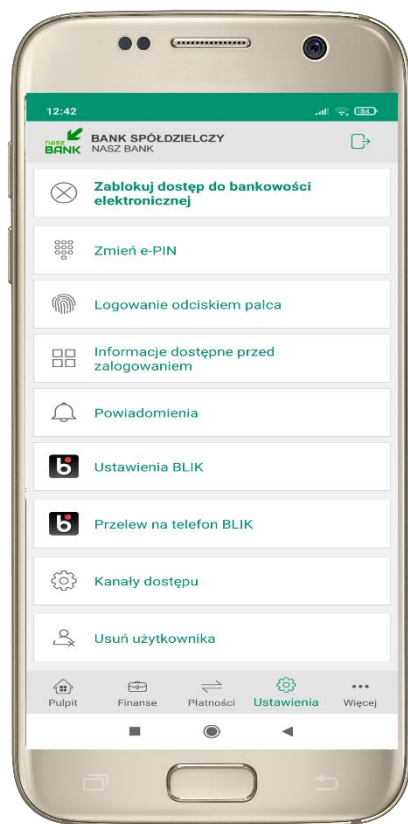 12:42
54
nasz
BANK
BANK SPÓŁDZIELCZY
NASZ BANK
Zablokuj dostęp do bankowości
elektronicznej
Zmień e-PIN
Logowanie odciskiem palca
Informacje dostępne przed
zalogowaniem
Powiadomienia
Ustawienia BLIK
Przelew na telefon BLIK
Kanały dostępu
Usuń użytkownika
Pulpit Finanse Płatności Ustawienia Więcej